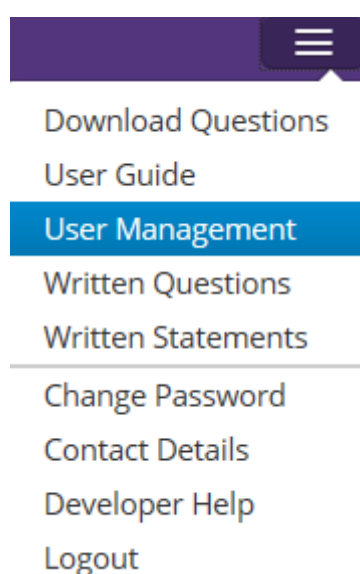 Download Questions
User Guide
User Management
Written Questions
Written Statements
Change Password
Contact Details
Developer Help
Logout